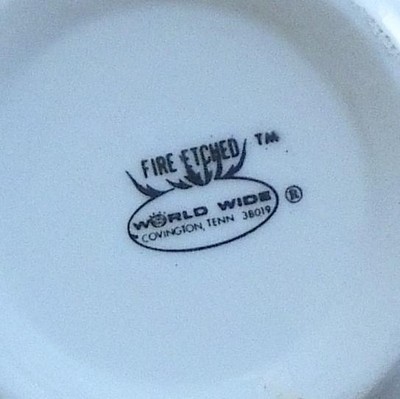 FIRE ETCHED TM
WORLD WIDE ®
COVINGTON, TENN 38019